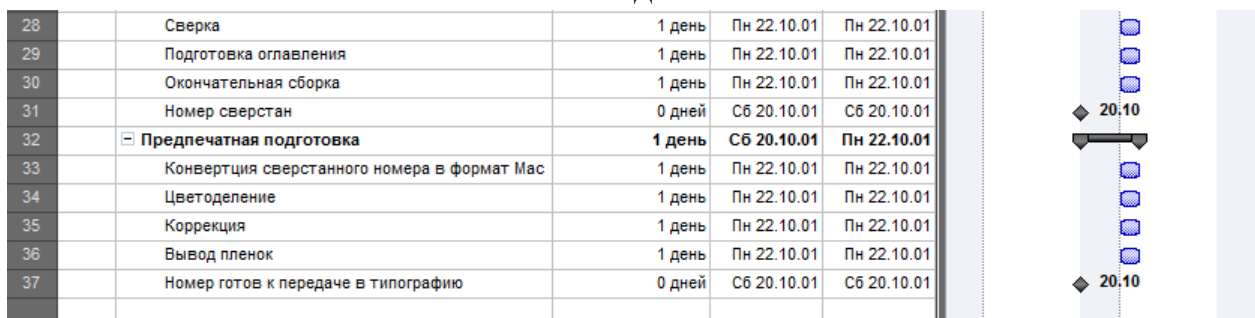 28 Сверка 1 день Пн 22.10.01 Пн 22.10.01
29 Подготовка оглавления 1 день Пн 22.10.01 Пн 22.10.01
30 Окончательная сборка 1 день Пн 22.10.01 Пн 22.10.01
31 Номер сверстан 0 дней Сб 20.10.01 Сб 20.10.01 20.10
32 Предпечатная подготовка 1 день Сб 20.10.01 Пн 22.10.01
33 Конвертция сверстанного номера в формат Mac 1 день Пн 22.10.01 Пн 22.10.01
34 Цветоделение 1 день Пн 22.10.01 Пн 22.10.01
35 Коррекция 1 день Пн 22.10.01 Пн 22.10.01
36 Вывод пленок 1 день Пн 22.10.01 Пн 22.10.01
37 Номер готов к передаче в типографию 0 дней Сб 20.10.01 Сб 20.10.01 20.10